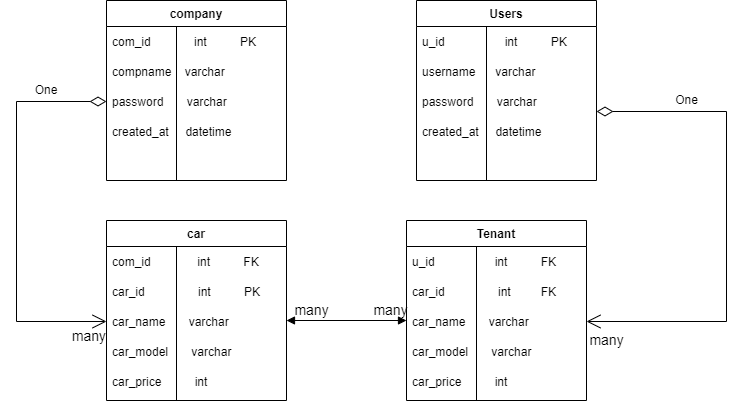 company
com_id int PK
compname varchar
password varchar
created_at datetime
Users
u_id int PK
username varchar
password varchar
created_at datetime
One
One
car
com_id int FK
car_id int PK
car_name varchar
car_model varchar
car_price int
Tenant
u_id int FK
car_id int FK
car_name varchar
car_model varchar
car_price int
many
many
many
many